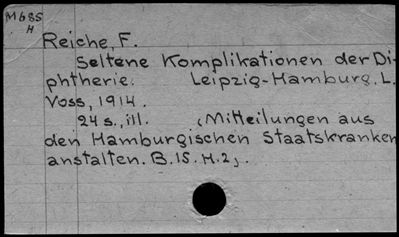 M685
H
Reiche, F.
Seltene Komplikationen der Di-
phtherie. Leipzig-Hamburg, L.
Voss, 1914.
24 s., ill. (Mitteilungen aus
den Hamburgischen Staatskranken
anstalten. B.15. H.2).